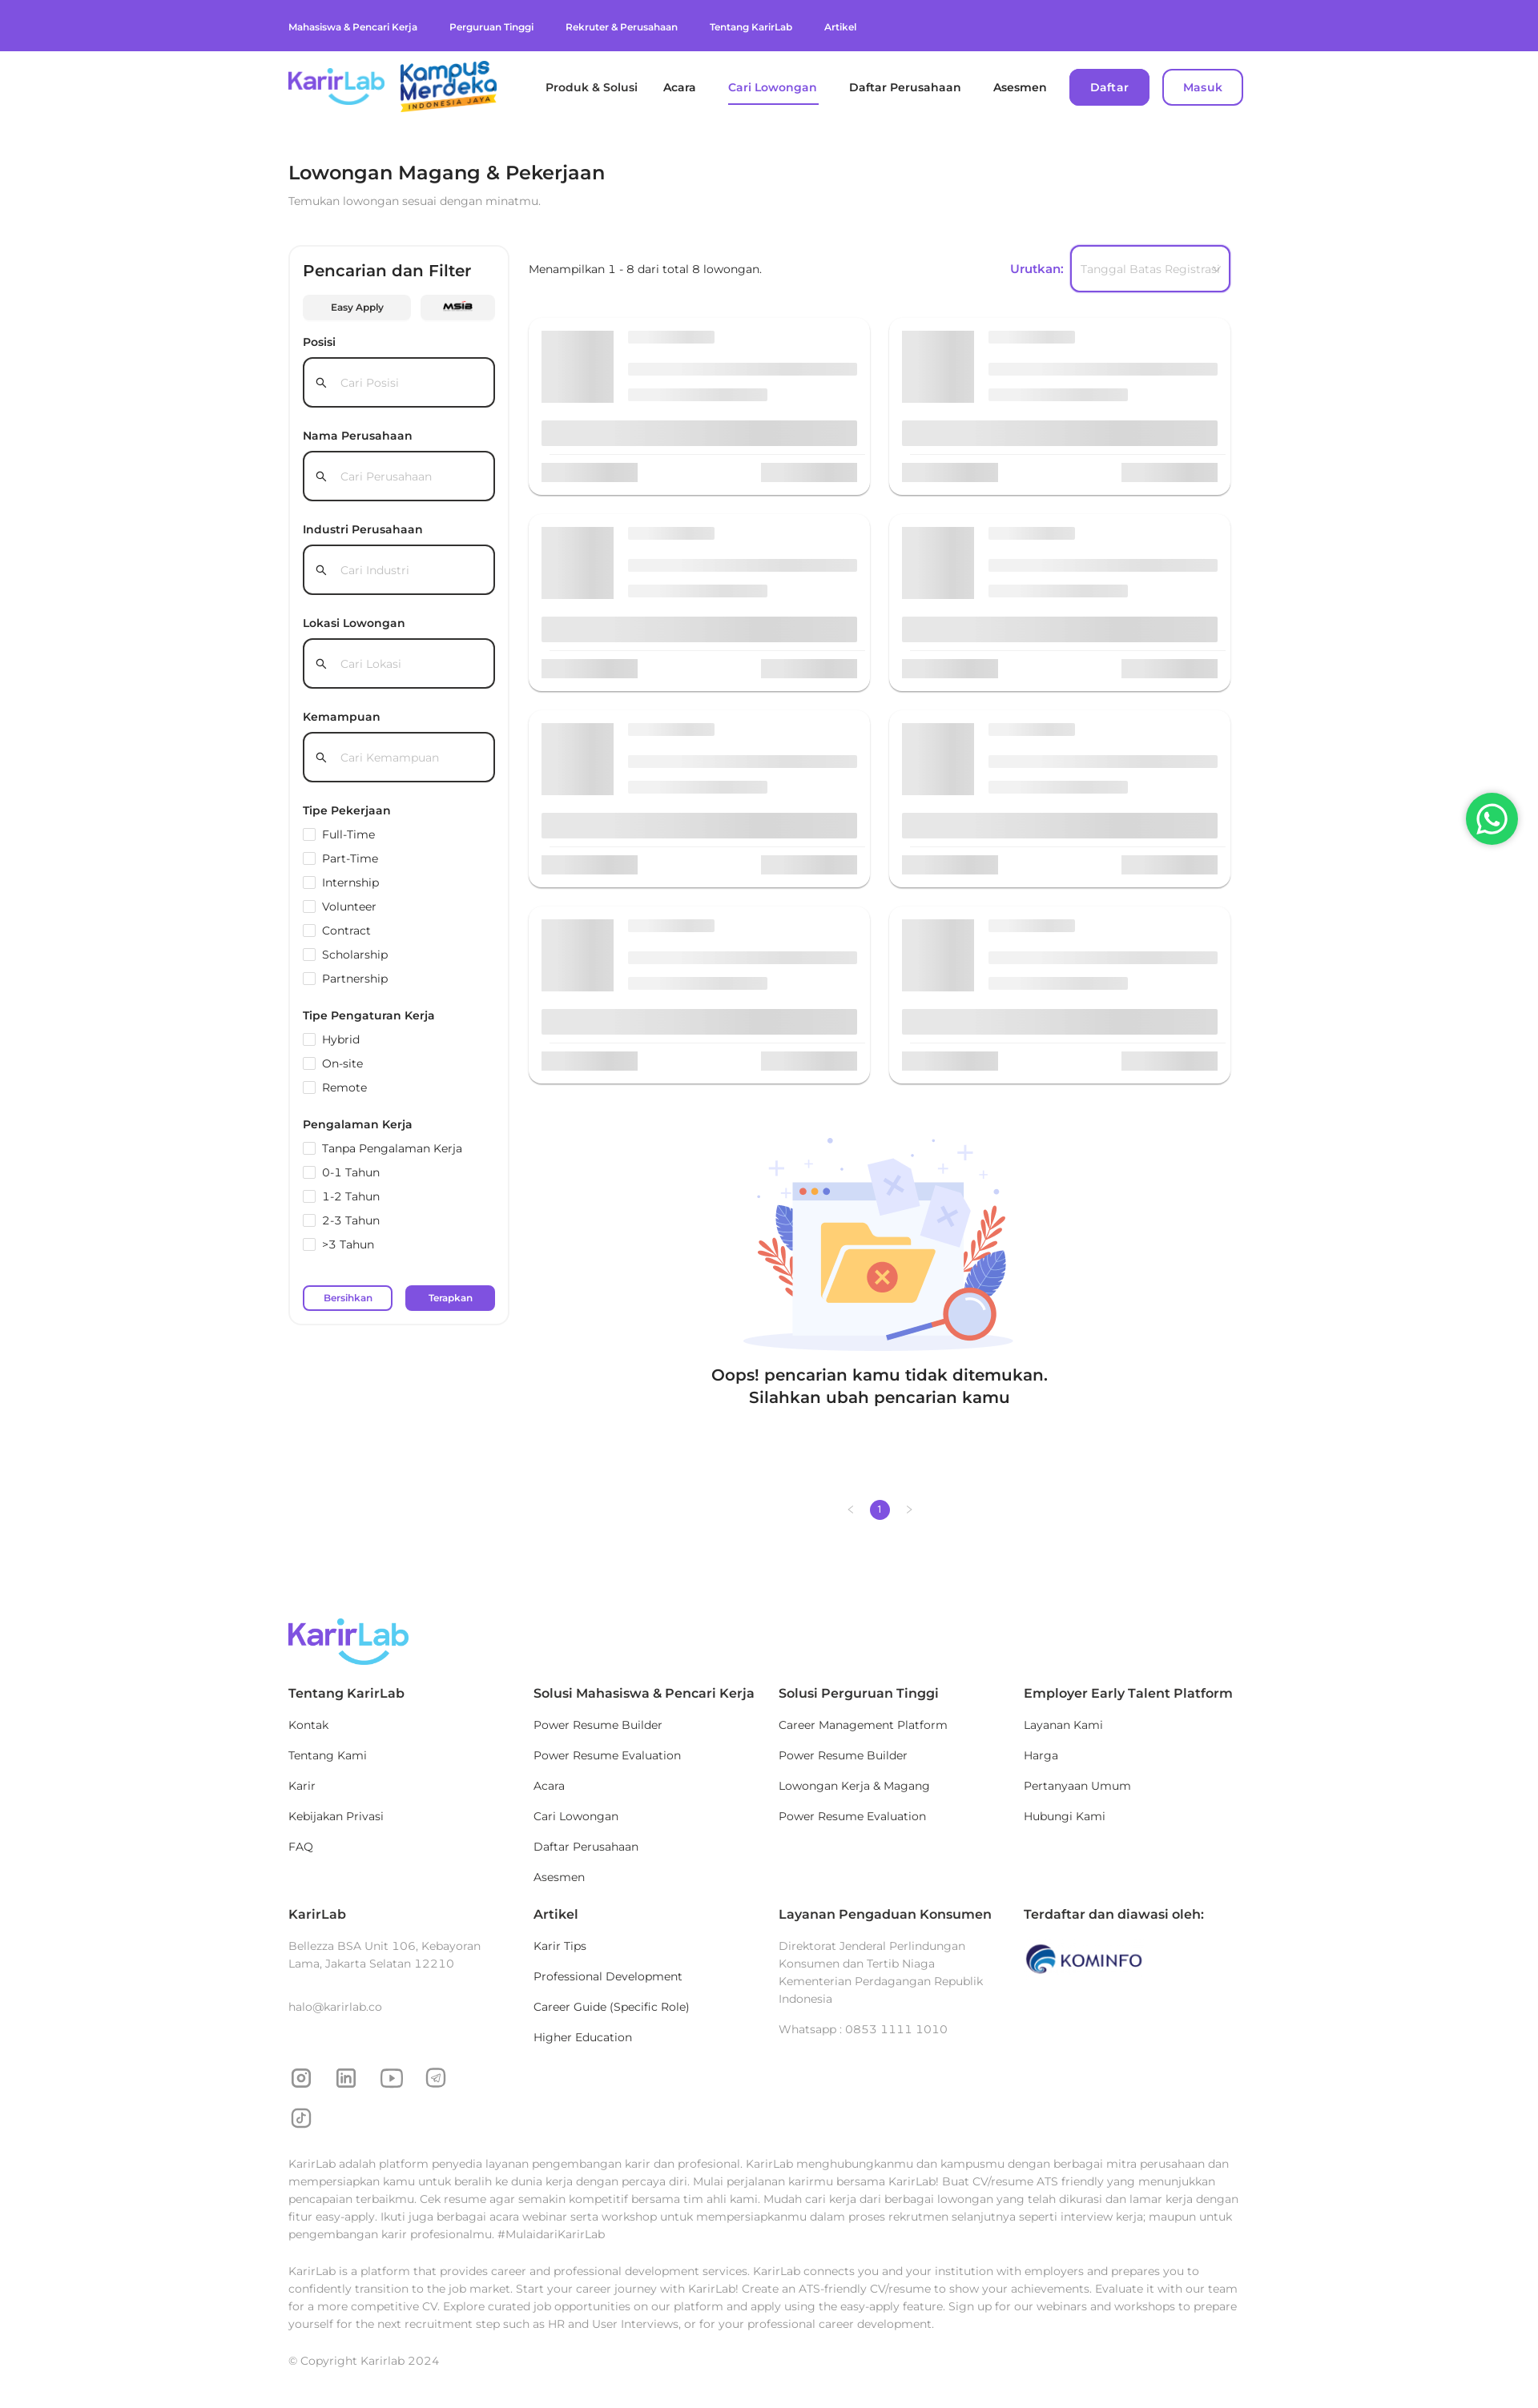 Mahasiswa & Pencari Kerja
Perguruan Tinggi
Rekruter & Perusahaan
Tentang KarirLab
Artikel
KarirLab
Kampus
Merdeka
INDONESIA JAYA
Produk & Solusi
Acara
Cari Lowongan
Daftar Perusahaan
Asesmen
Daftar
Masuk
Lowongan Magang & Pekerjaan
Temukan lowongan sesuai dengan minatmu.
Pencarian dan Filter
Easy Apply
MSIB
Posisi
Cari Posisi
Nama Perusahaan
Cari Perusahaan
Industri Perusahaan
Cari Industri
Lokasi Lowongan
Cari Lokasi
Kemampuan
Cari Kemampuan
Tipe Pekerjaan
Full-Time
Part-Time
Internship
Volunteer
Contract
Scholarship
Partnership
Tipe Pengaturan Kerja
Hybrid
On-site
Remote
Pengalaman Kerja
Tanpa Pengalaman Kerja
0-1 Tahun
1-2 Tahun
2-3 Tahun
>3 Tahun
Bersihkan
Terapkan
Menampilkan 1 - 8 dari total 8 lowongan.
Urutkan:
Tanggal Batas Registrasi
Oops! pencarian kamu tidak ditemukan.
Silahkan ubah pencarian kamu
1
KarirLab
Tentang KarirLab
Kontak
Tentang Kami
Karir
Kebijakan Privasi
FAQ
Solusi Mahasiswa & Pencari Kerja
Power Resume Builder
Power Resume Evaluation
Acara
Cari Lowongan
Daftar Perusahaan
Asesmen
Solusi Perguruan Tinggi
Career Management Platform
Power Resume Builder
Lowongan Kerja & Magang
Power Resume Evaluation
Employer Early Talent Platform
Layanan Kami
Harga
Pertanyaan Umum
Hubungi Kami
KarirLab
Bellezza BSA Unit 106, Kebayoran
Lama, Jakarta Selatan 12210
halo@karirlab.co
Artikel
Karir Tips
Professional Development
Career Guide (Specific Role)
Higher Education
Layanan Pengaduan Konsumen
Direktorat Jenderal Perlindungan
Konsumen dan Tertib Niaga
Kementerian Perdagangan Republik
Indonesia
Whatsapp : 0853 1111 1010
Terdaftar dan diawasi oleh:
KOMINFO
KarirLab adalah platform penyedia layanan pengembangan karir dan profesional. KarirLab menghubungkanmu dan kampusmu dengan berbagai mitra perusahaan dan
mempersiapkan kamu untuk beralih ke dunia kerja dengan percaya diri. Mulai perjalanan karirmu bersama KarirLab! Buat CV/resume ATS friendly yang menunjukkan
pencapaian terbaikmu. Cek resume agar semakin kompetitif bersama tim ahli kami. Mudah cari kerja dari berbagai lowongan yang telah dikurasi dan lamar kerja dengan
fitur easy-apply. Ikuti juga berbagai acara webinar serta workshop untuk mempersiapkanmu dalam proses rekrutmen selanjutnya seperti interview kerja; maupun untuk
pengembangan karir profesionalmu. #MulaidariKarirLab
KarirLab is a platform that provides career and professional development services. KarirLab connects you and your institution with employers and prepares you to
confidently transition to the job market. Start your career journey with KarirLab! Create an ATS-friendly CV/resume to show your achievements. Evaluate it with our team
for a more competitive CV. Explore curated job opportunities on our platform and apply using the easy-apply feature. Sign up for our webinars and workshops to prepare
yourself for the next recruitment step such as HR and User Interviews, or for your professional career development.
© Copyright Karirlab 2024